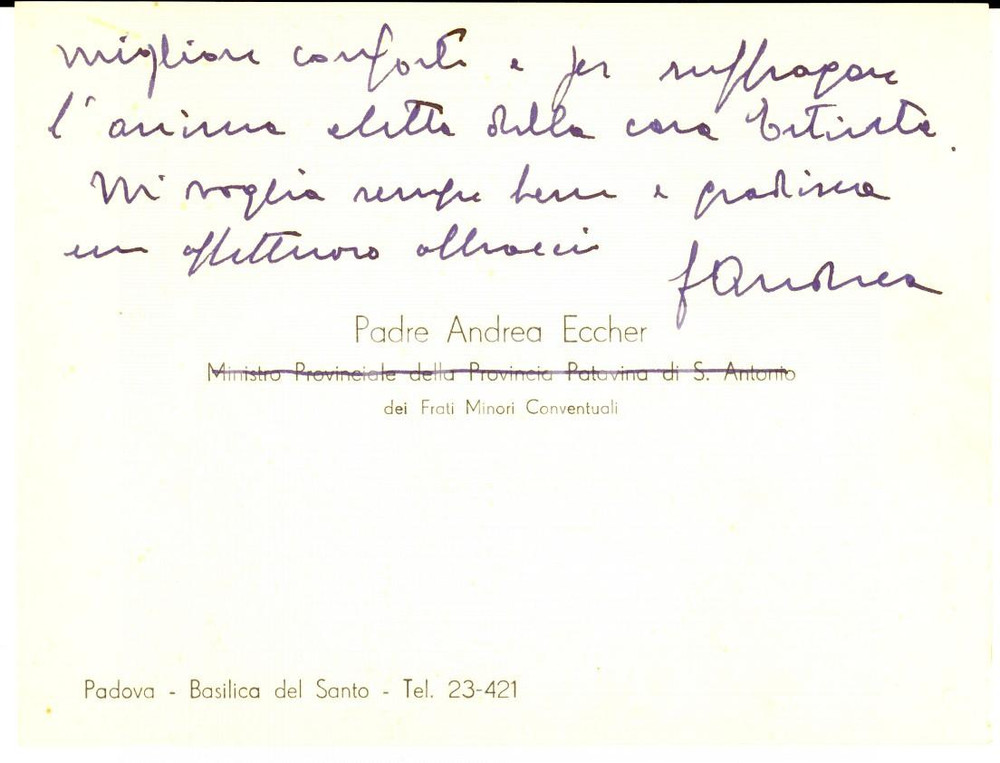 migliori conforti e per suffragare
l'anima eletta della cara Estinta.
Mi voglia sempre bene e gradisca
un affettuoso abbraccio
f Andrea
Padre Andrea Eccher
Ministro Provinciale della Provincia Patavina di S. Antonio
dei Frati Minori Conventuali
Padova - Basilica del Santo - Tel. 23-421